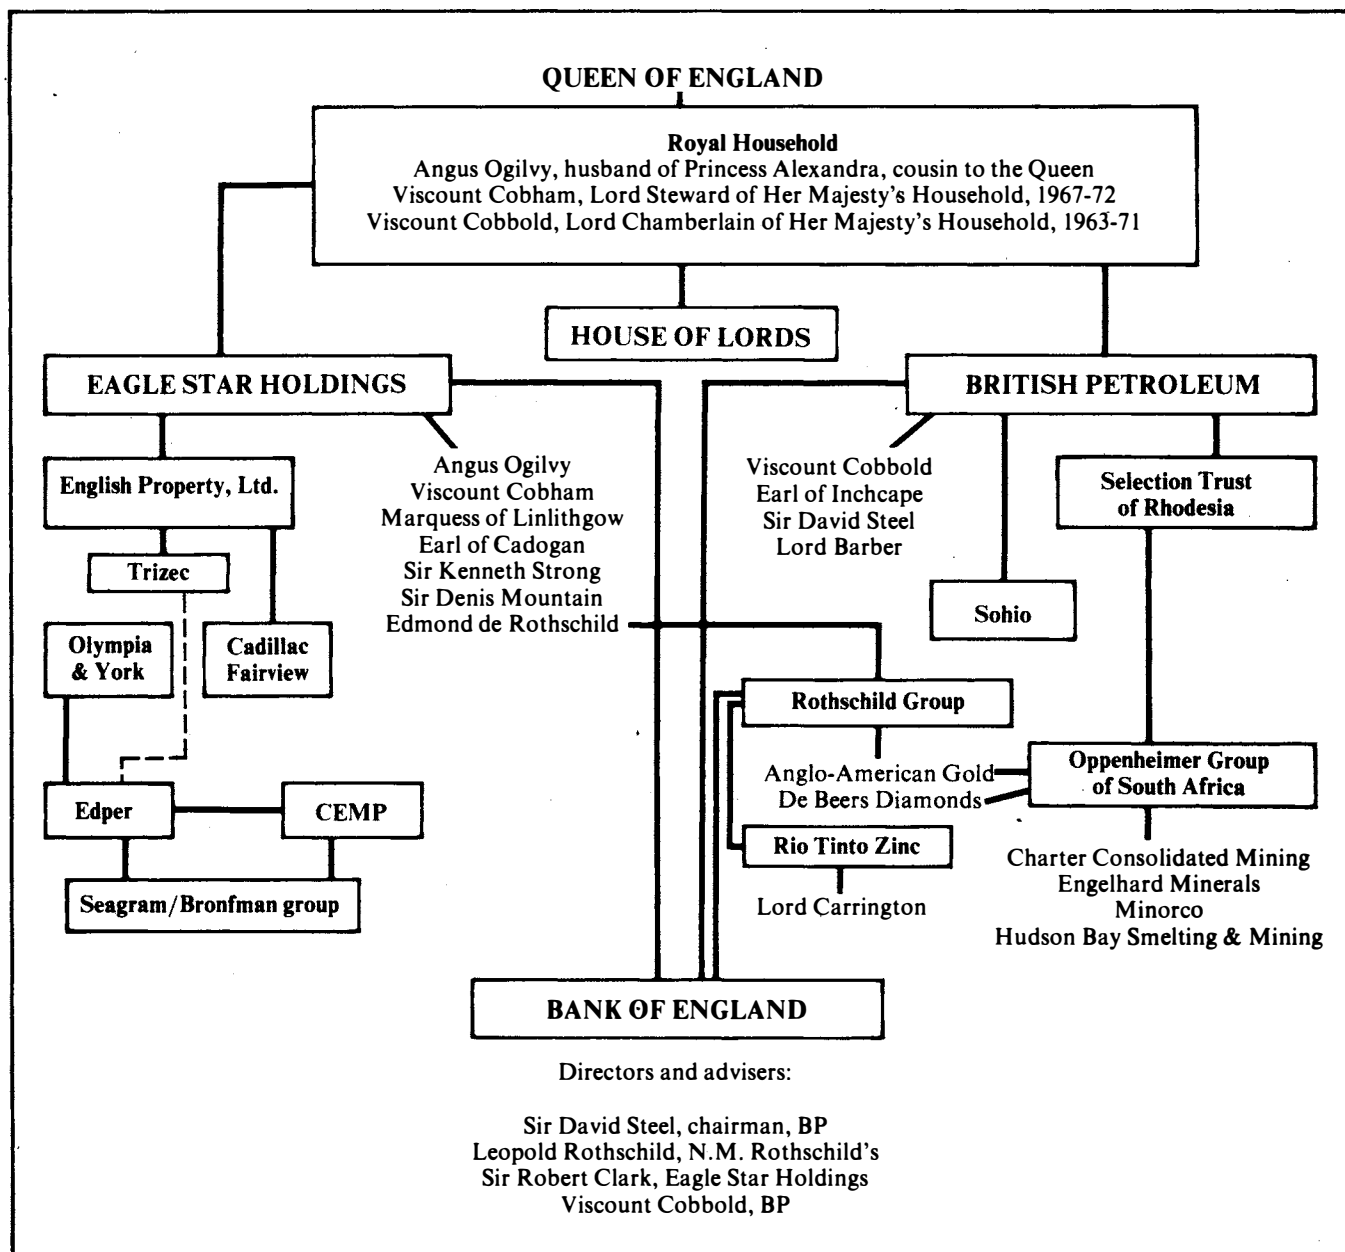 QUEEN OF ENGLAND
Royal Household
Angus Ogilvy, husband of Princess Alexandra, cousin to the Queen
Viscount Cobham, Lord Steward of Her Majesty's Household, 1967-72
Viscount Cobbold, Lord Chamberlain of Her Majesty's Household, 1963-71
HOUSE OF LORDS
EAGLE STAR HOLDINGS
BRITISH PETROLEUM
English Property, Ltd.
Trizec
Olympia
& York
Cadillac
Fairview
Edper
CEMP
Seagram/Bronfman group
Angus Ogilvy
Viscount Cobham
Marquess of Linlithgow
Earl of Cadogan
Sir Kenneth Strong
Sir Denis Mountain
Edmond de Rothschild
Viscount Cobbold
Earl of Inchcape
Sir David Steel
Lord Barber
Selection Trust
of Rhodesia
Sohio
Rothschild Group
Anglo-American Gold
De Beers Diamonds
Oppenheimer Group
of South Africa
Rio Tinto Zinc
Lord Carrington
Charter Consolidated Mining
Engelhard Minerals
Minorco
Hudson Bay Smelting & Mining
BANK OF ENGLAND
Directors and advisers:
Sir David Steel, chairman, BP
Leopold Rothschild, N.M. Rothschild's
Sir Robert Clark, Eagle Star Holdings
Viscount Cobbold, BP